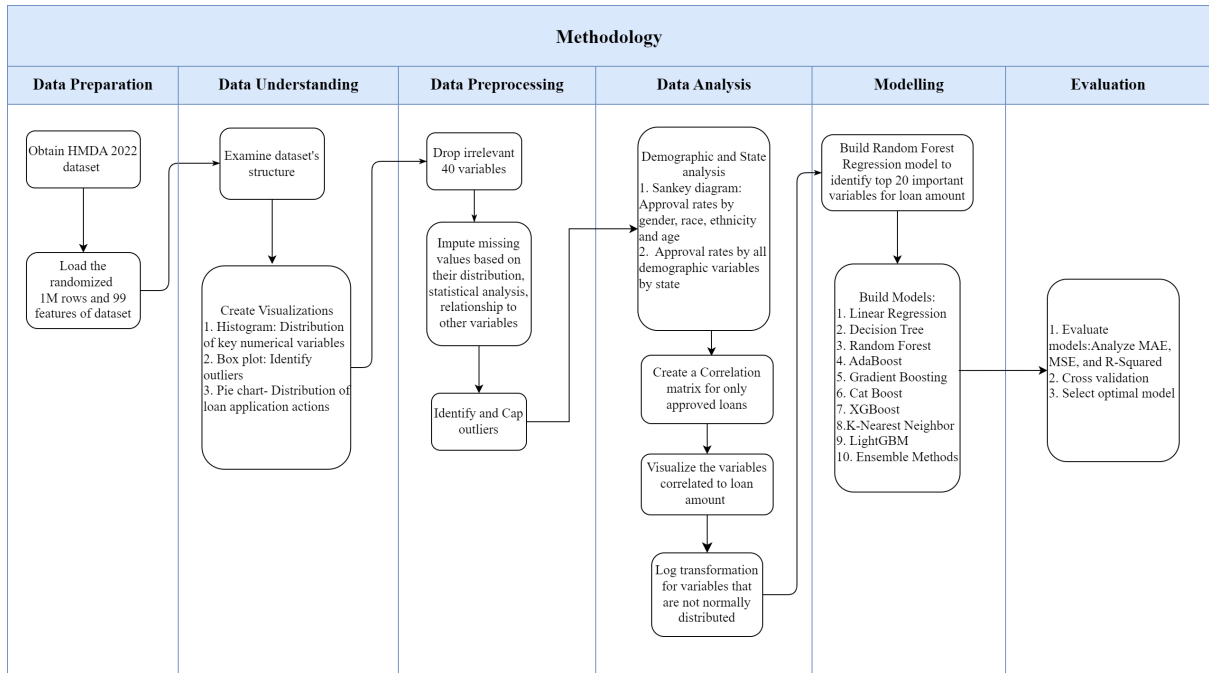 Methodology
Data Preparation
Data Understanding
Data Preprocessing
Data Analysis
Modelling
Evaluation
Obtain HMDA 2022
dataset
Load the
randomized
1M rows and 99
features of dataset
Examine dataset's
structure
Create Visualizations
1. Histogram: Distribution
of key numerical variables
2. Box plot: Identify
outliers
3. Pie chart- Distribution of
loan application actions
Drop irrelevant
40 variables
Impute missing
values based on
their distribution,
statistical analysis,
relationship to
other variables
Identify and Cap
outliers
Demographic and State
analysis
1. Sankey diagram:
Approval rates by
gender, race, ethnicity
and age
2. Approval rates by all
demographic variables
by state
Create a Correlation
matrix for only
approved loans
Visualize the variables
correlated to loan
amount
Log transformation
for variables that
are not normally
distributed
Build Random Forest
Regression model to
identify top 20 important
variables for loan amount
Build Models:
1. Linear Regression
2. Decision Tree
3. Random Forest
4. AdaBoost
5. Gradient Boosting
6. Cat Boost
7. XGBoost
8.K-Nearest Neighbor
9. LightGBM
10. Ensemble Methods
1. Evaluate
models:Analyze MAE,
MSE, and R-Squared
2. Cross validation
3. Select optimal model